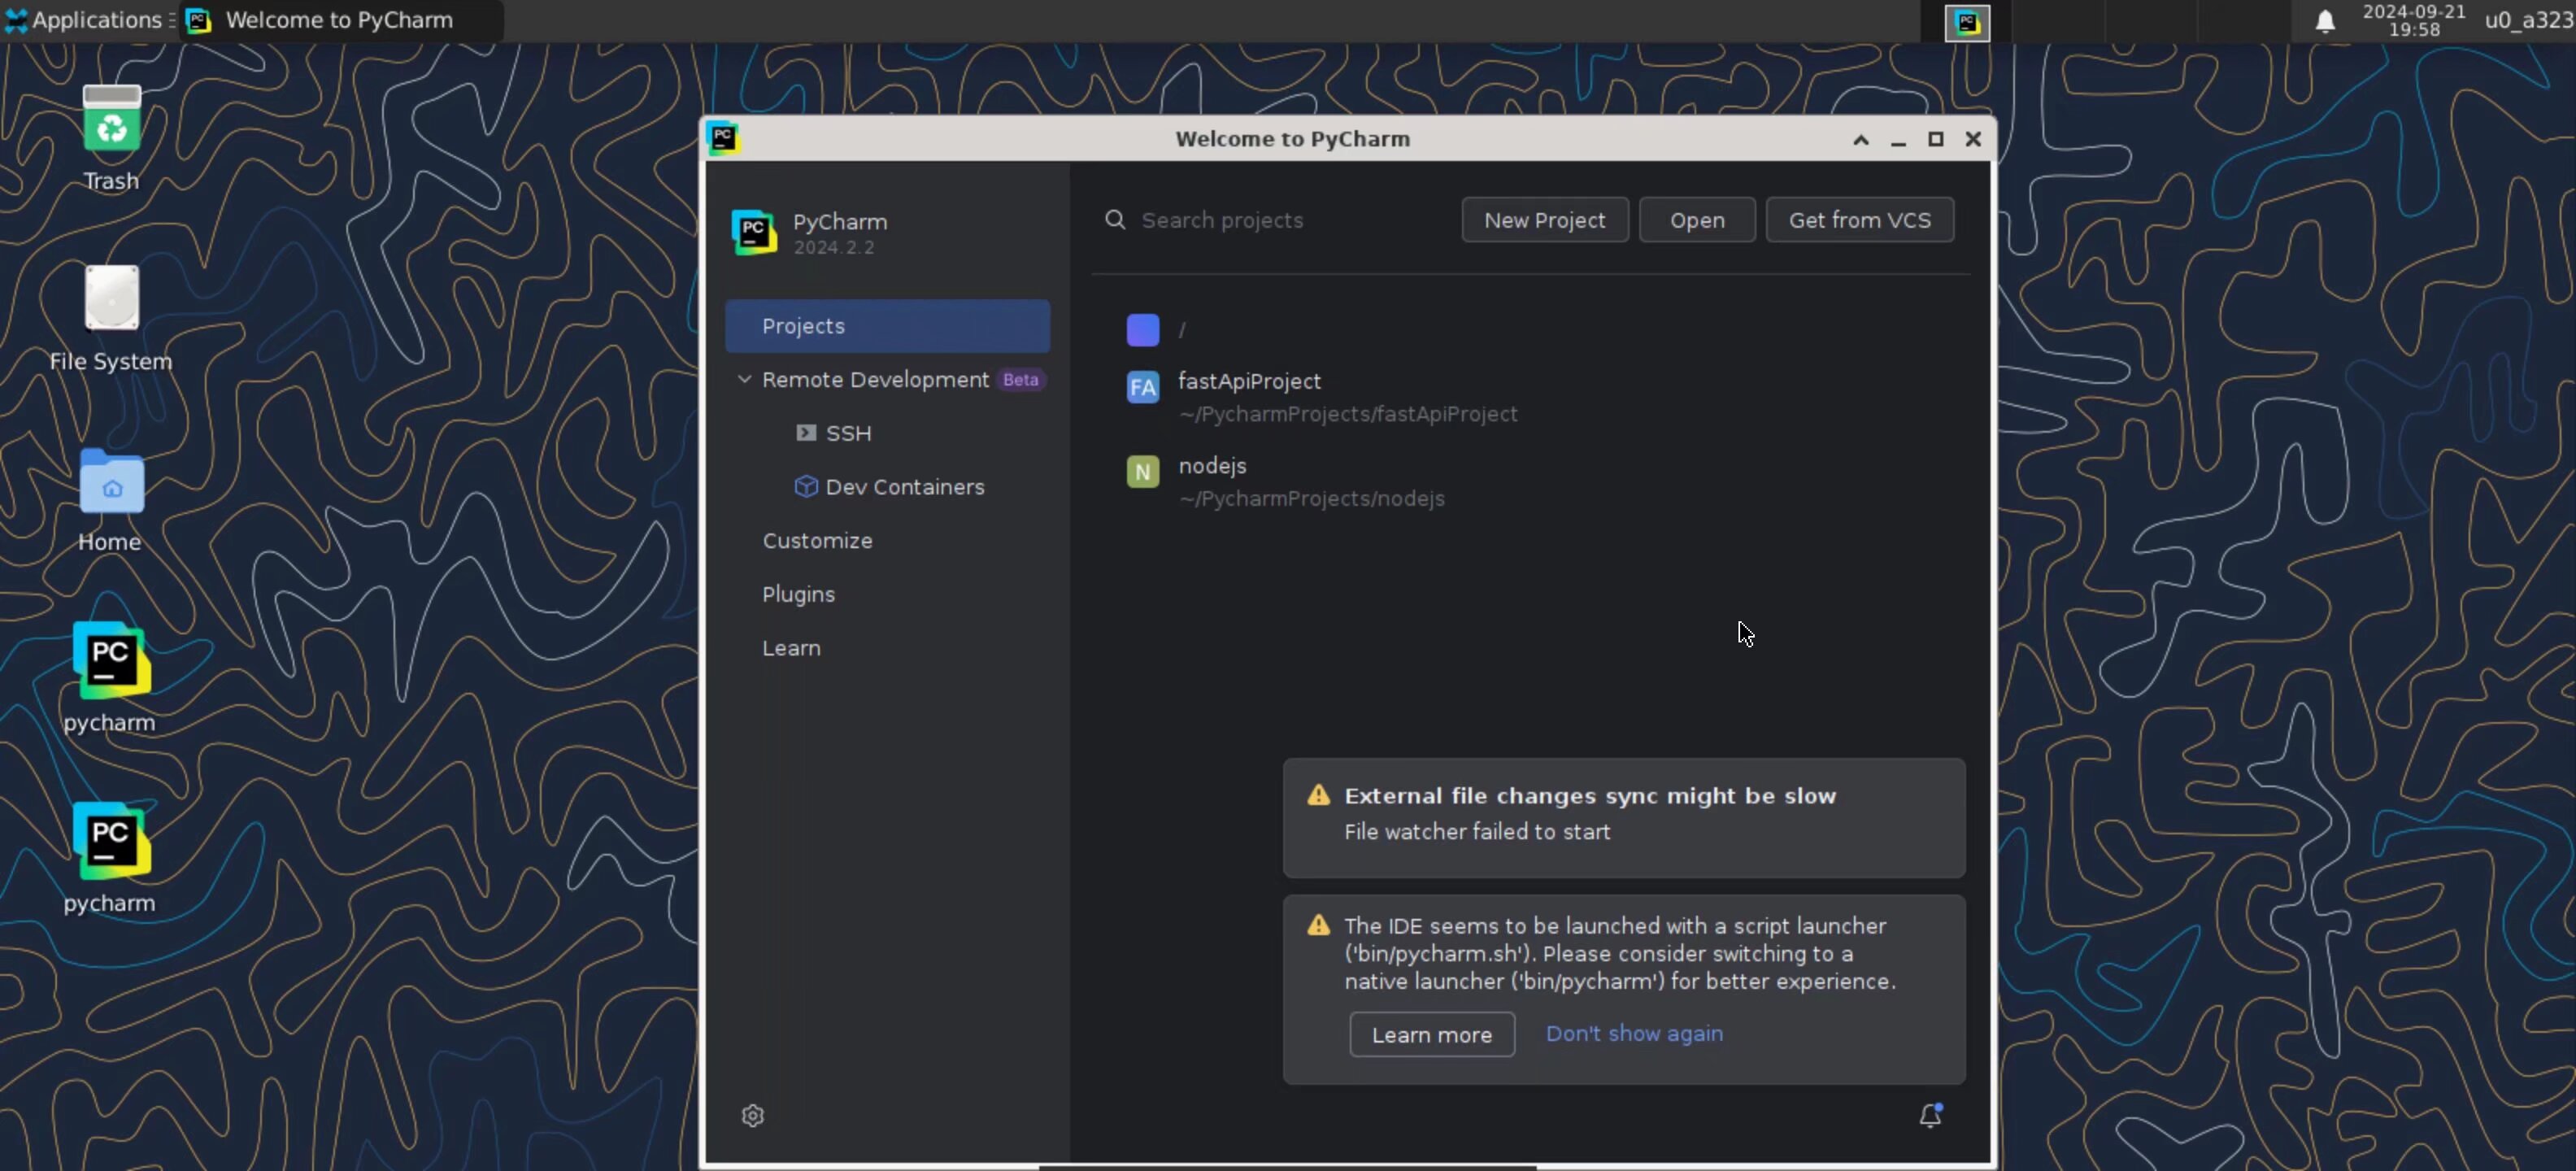 Applications
Welcome to PyCharm
2024-09-21
19:58
u0_a323
Trash
File System
Home
pycharm
pycharm
Welcome to PyCharm
PyCharm
2024.2.2
Projects
Remote Development Beta
SSH
Dev Containers
Customize
Plugins
Learn
Search projects
New Project
Open
Get from VCS
/
FA fastApiProject
~/PycharmProjects/fastApiProject
N nodejs
~/PycharmProjects/nodejs
External file changes sync might be slow
File watcher failed to start
The IDE seems to be launched with a script launcher
('bin/pycharm.sh'). Please consider switching to a
native launcher ('bin/pycharm') for better experience.
Learn more
Don't show again